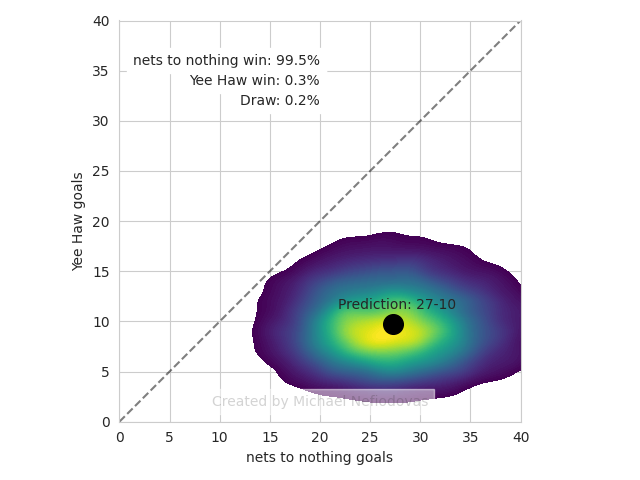 40
35
30
25
20
15
10
5
0
Yee Haw goals
nets to nothing win: 99.5%
Yee Haw win: 0.3%
Draw: 0.2%
Prediction: 27-10
Created by Michael Nefiodovas
0 5 10 15 20 25 30 35 40
nets to nothing goals